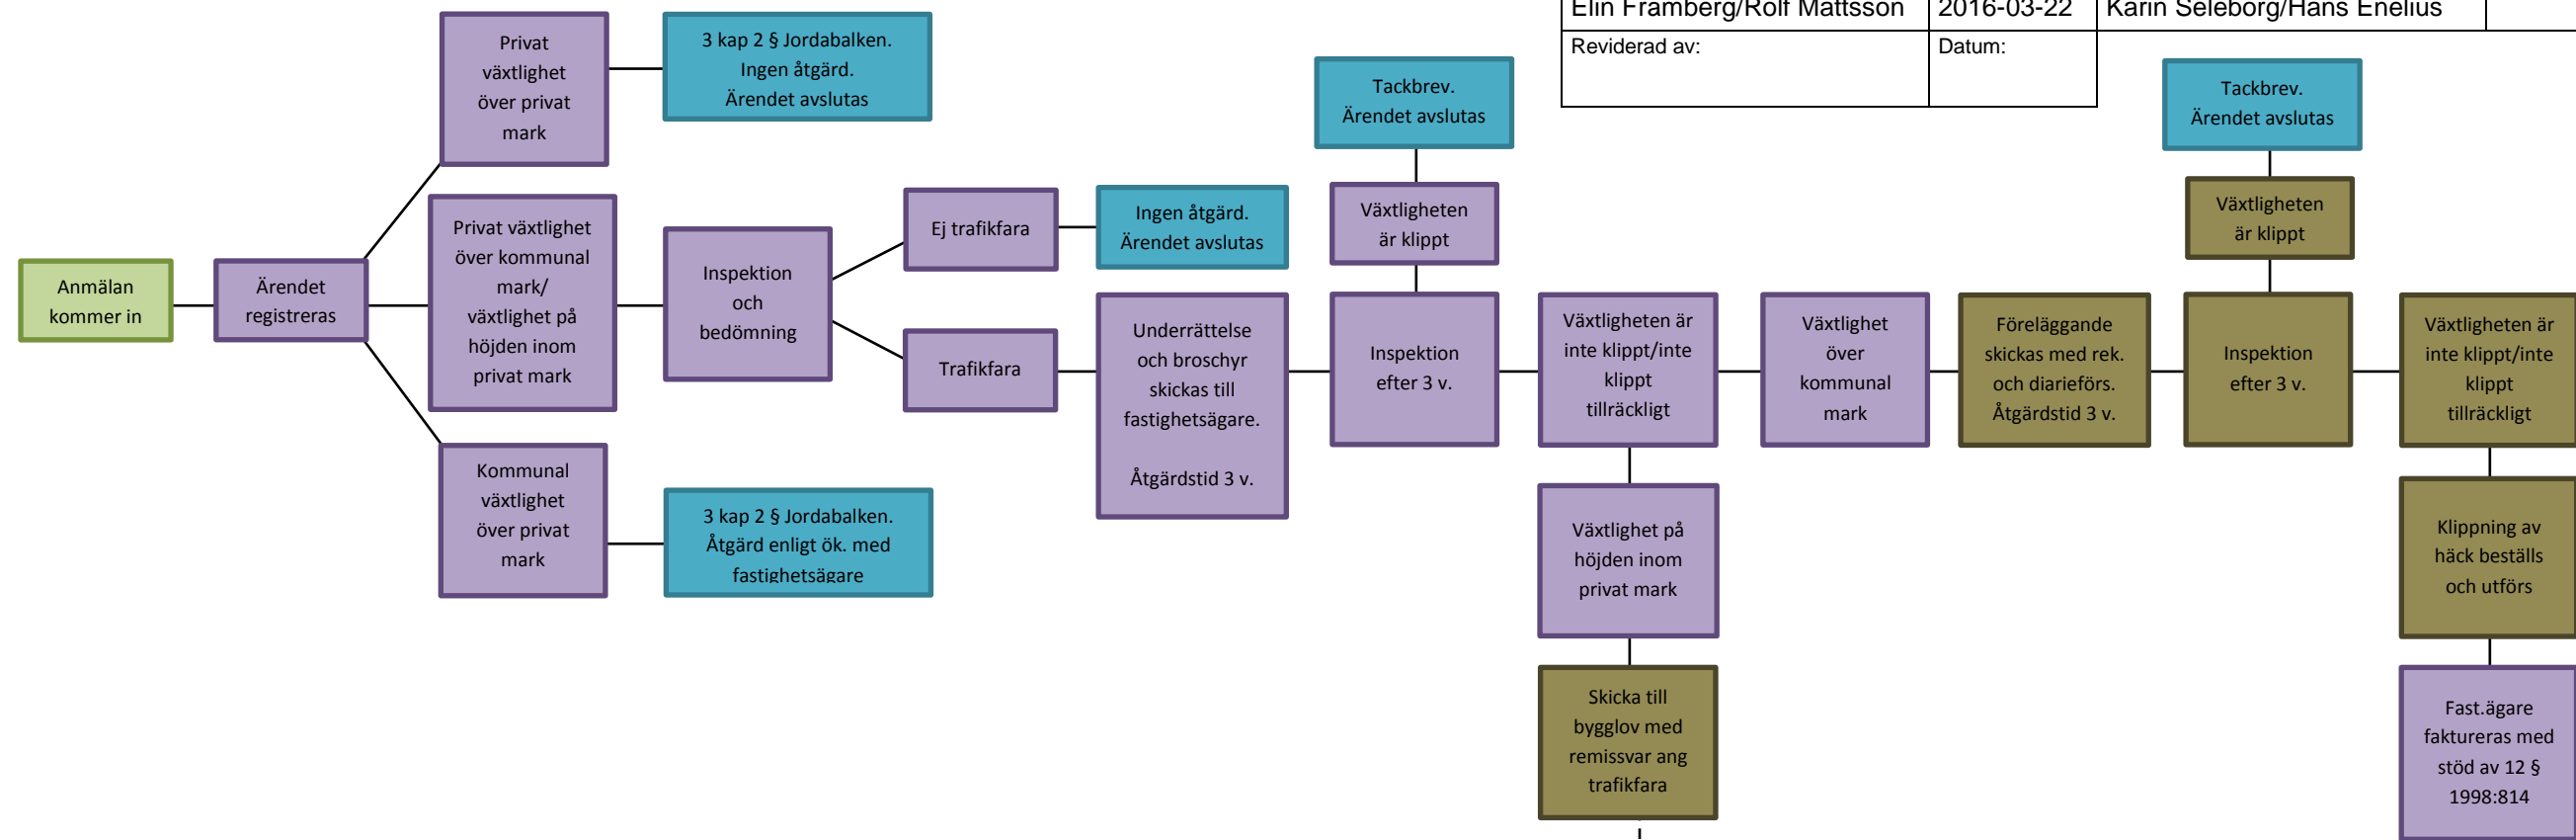 Elin Framberg/Rolf Mattsson
2016-03-22
Karin Seleborg/Hans Enelius
Reviderad av:
Datum:
Anmälan
kommer in
Ärendet
registreras
Privat
växtlighet
över privat
mark
3 kap 2 § Jordabalken.
Ingen åtgärd.
Ärendet avslutas
Privat växtlighet
över kommunal
mark/
växtlighet på
höjden inom
privat mark
Kommunal
växtlighet
över privat
mark
3 kap 2 § Jordabalken.
Åtgärd enligt ök. med
fastighetsägare
Inspektion
och
bedömning
Ej trafikfara
Ingen åtgärd.
Ärendet avslutas
Trafikfara
Underrättelse
och broschyr
skickas till
fastighetsägare.
Åtgärdstid 3 v.
Tackbrev.
Ärendet avslutas
Växtligheten
är klippt
Inspektion
efter 3 v.
Växtligheten är
inte klippt/inte
klippt
tillräckligt
Växtlighet på
höjden inom
privat mark
Skicka till
bygglov med
remissvar ang
trafikfara
Växtlighet
över
kommunal
mark
Föreläggande
skickas med rek.
och diarieförs.
Åtgärdstid 3 v.
Tackbrev.
Ärendet avslutas
Växtligheten
är klippt
Inspektion
efter 3 v.
Växtligheten är
inte klippt/inte
klippt
tillräckligt
Klippning av
häck beställs
och utförs
Fast.ägare
faktureras med
stöd av 12 §
1998:814